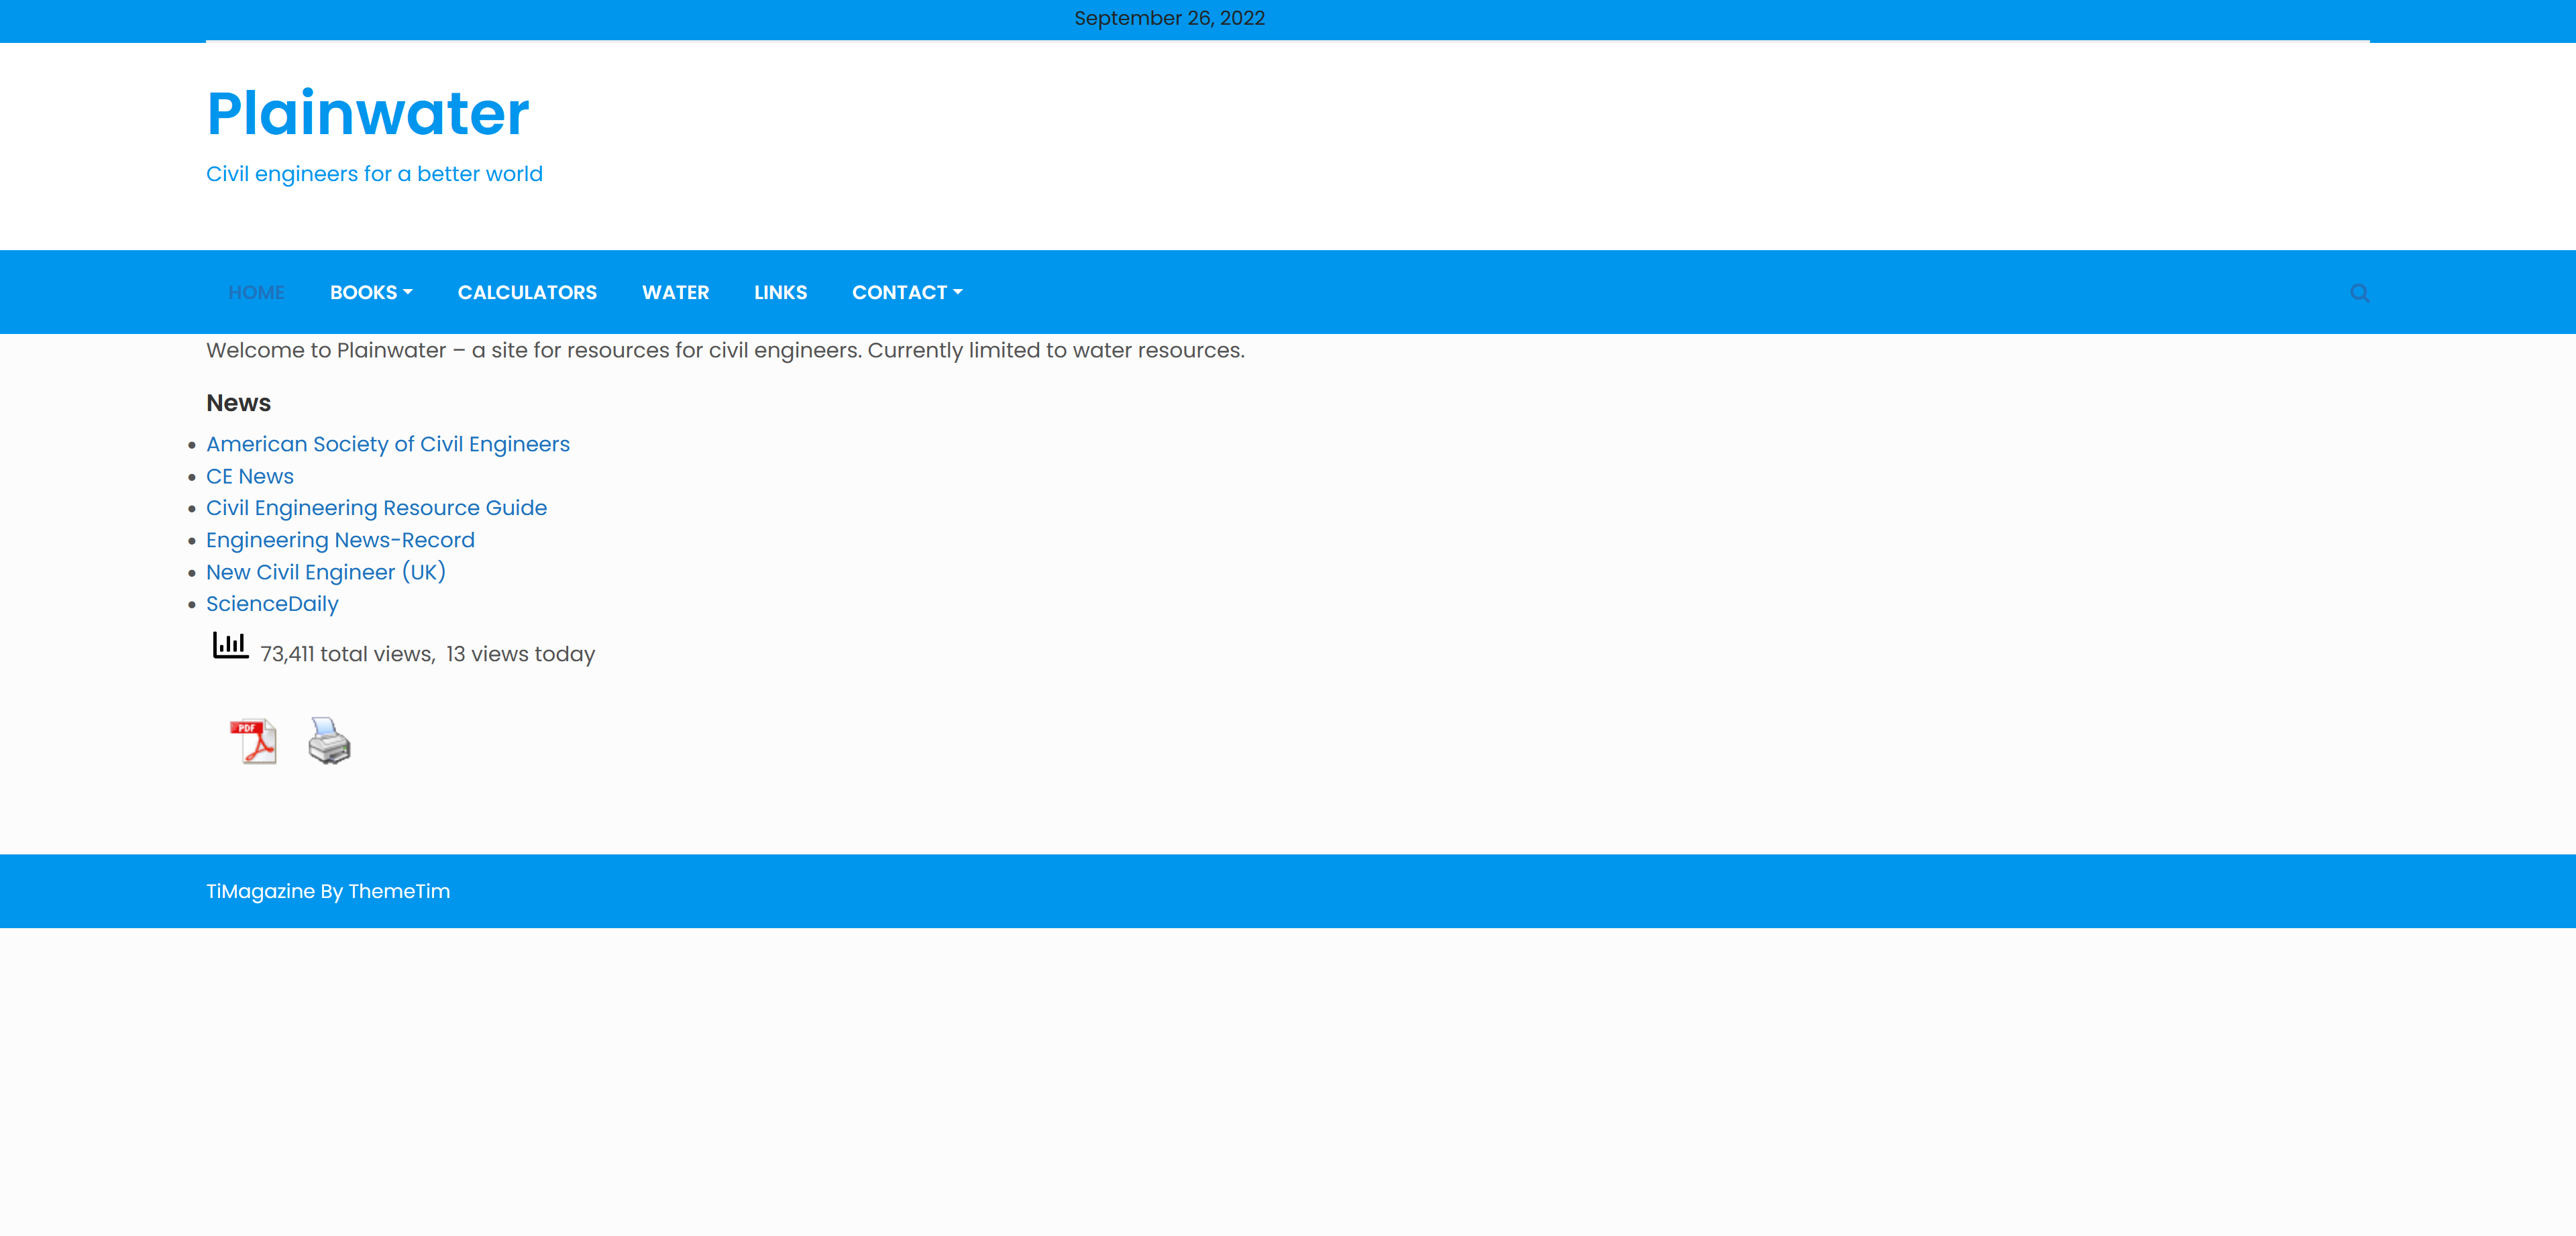 September 26, 2022
Plainwater
Civil engineers for a better world
HOME BOOKS CALCULATORS WATER LINKS CONTACT
Welcome to Plainwater – a site for resources for civil engineers. Currently limited to water resources.
News
American Society of Civil Engineers
CE News
Civil Engineering Resource Guide
Engineering News-Record
New Civil Engineer (UK)
ScienceDaily
73,411 total views, 13 views today
PDF
TiMagazine By ThemeTim